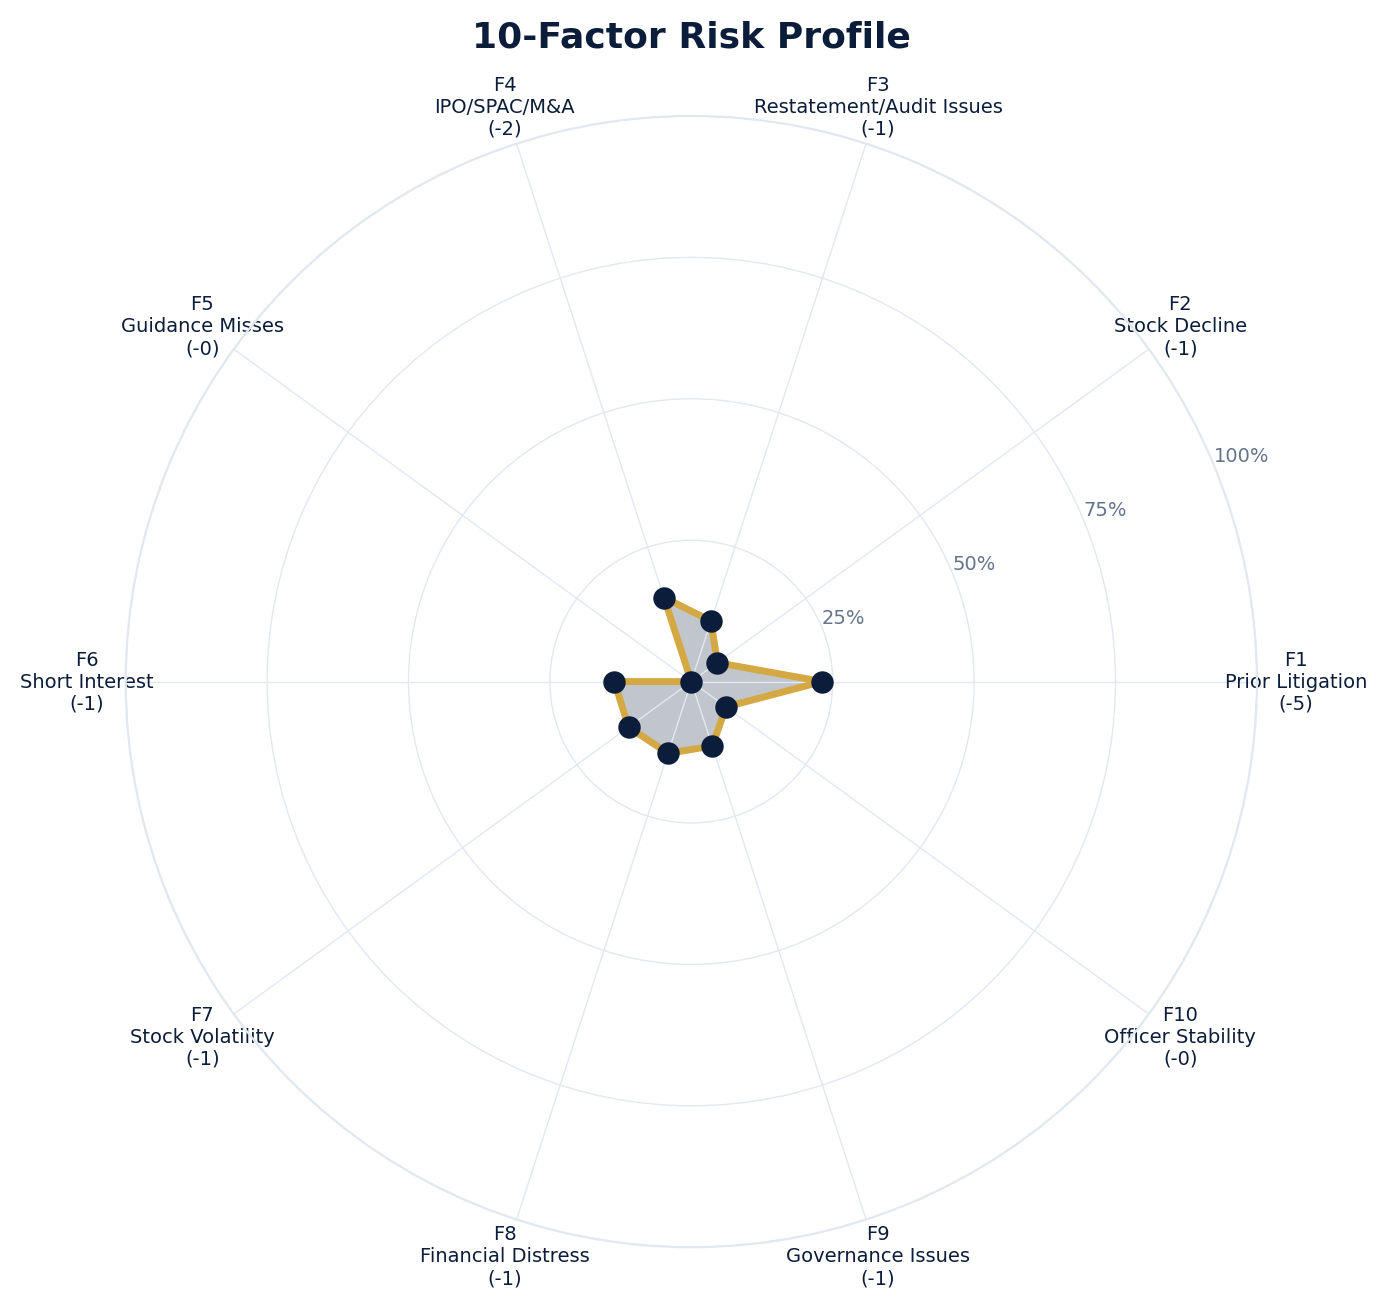 10-Factor Risk Profile
F4
IPO/SPAC/M&A
(-2)
F3
Restatement/Audit Issues
(-1)
F5
Guidance Misses
(-0)
F2
Stock Decline
(-1)
100%
75%
50%
25%
F6
Short Interest
(-1)
F1
Prior Litigation
(-5)
F7
Stock Volatility
(-1)
F10
Officer Stability
(-0)
F8
Financial Distress
(-1)
F9
Governance Issues
(-1)